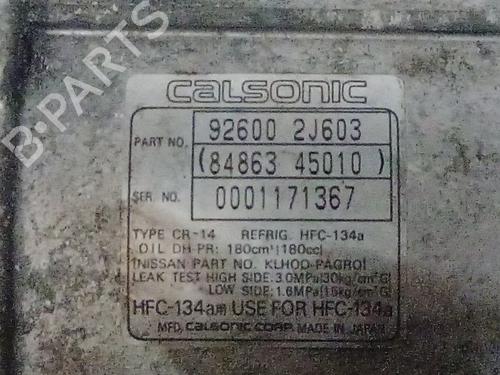 B-PARTS
calsonic
PART NO. 92600 2J603
(84863 45010)
SER. NO. 0001171367
TYPE CR-14 REFRIG. HFC-134a
OIL DH-PR: 180cm³(180cc)
(NISSAN PART NO. KLH00-PAGR0)
LEAK TEST HIGH SIDE: 3.0MPa(30kg/cm²G)
LOW SIDE: 1.6MPa(16kg/cm²G)
HFC-134a USE FOR HFC-134a
MFD. calsonic CORP. MADE IN JAPAN